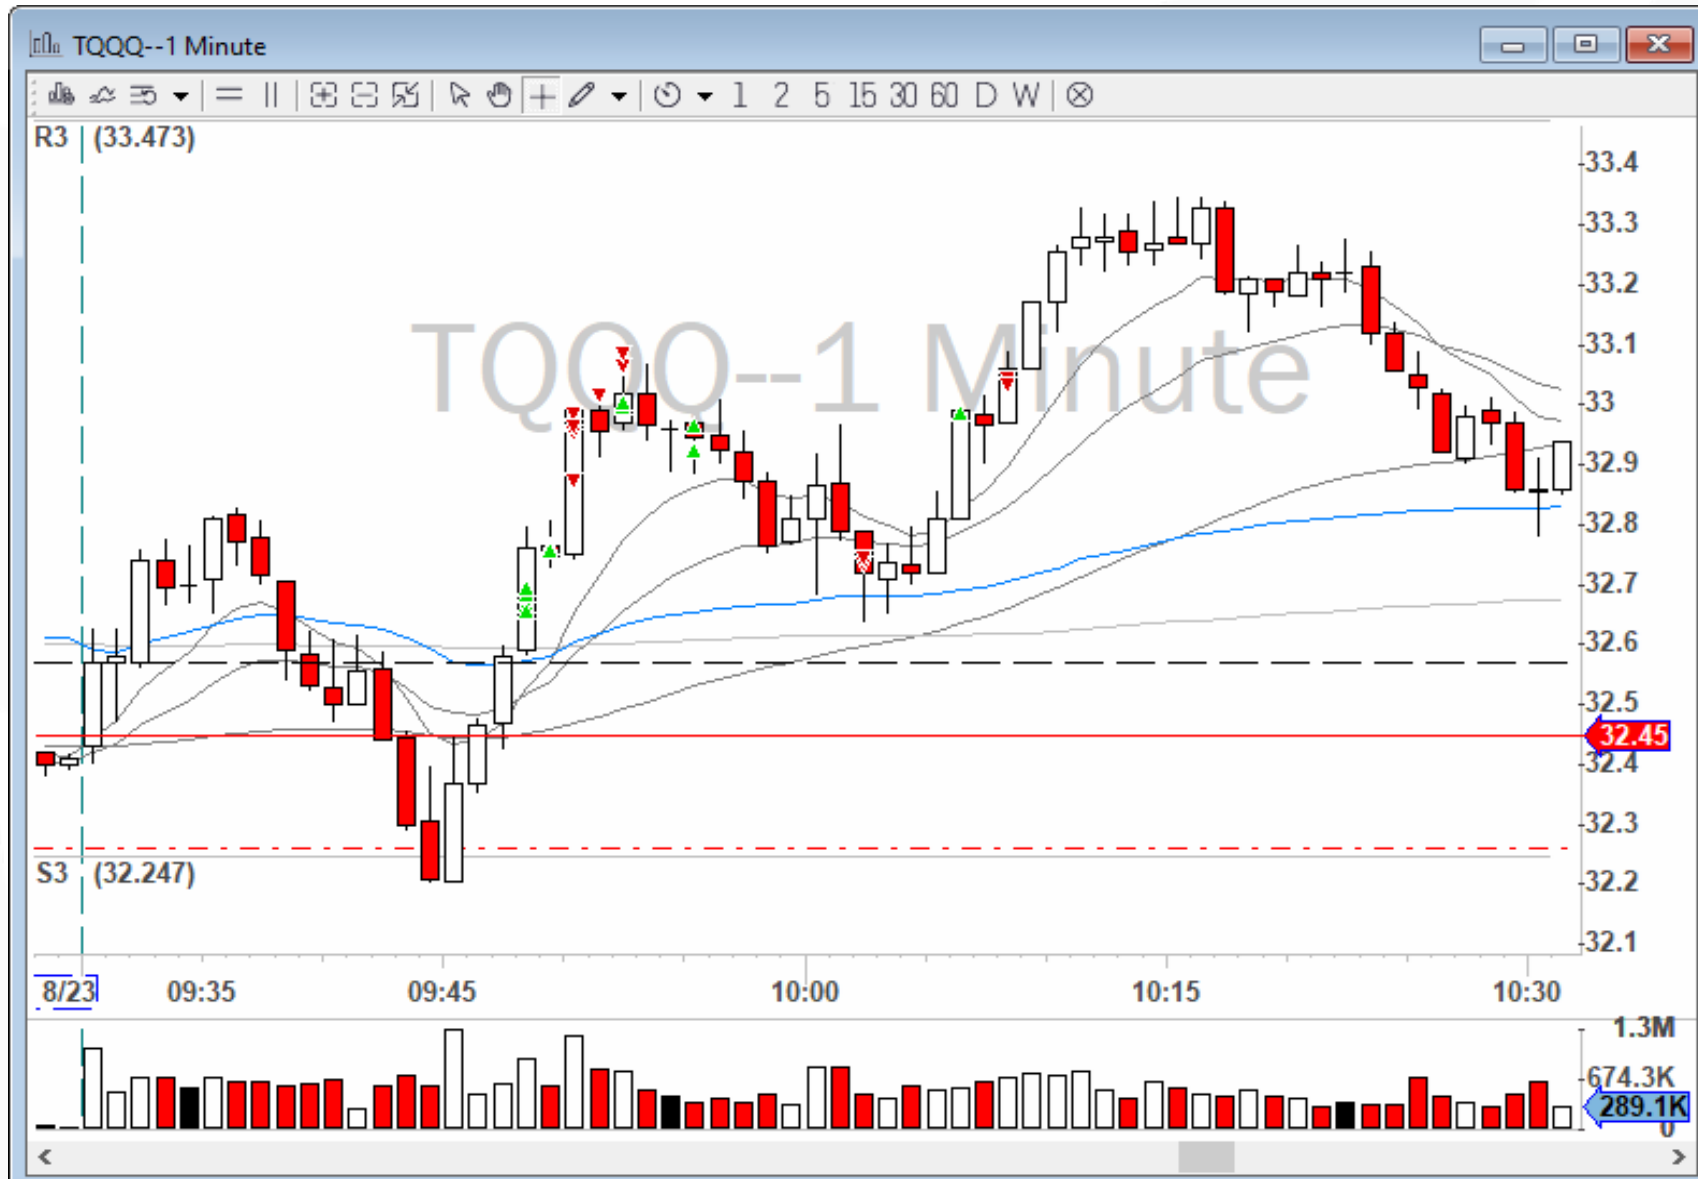 TQQQ--1 Minute
1 2 5 15 30 60 D W
R3 (33.473)
TQQQ--1 Minute
33.4
33.3
33.2
33.1
33
32.9
32.8
32.7
32.6
32.5
32.45
32.4
32.3
S3 (32.247)
32.2
32.1
8/23 09:35 09:45 10:00 10:15 10:30
1.3M
674.3K
289.1K
0